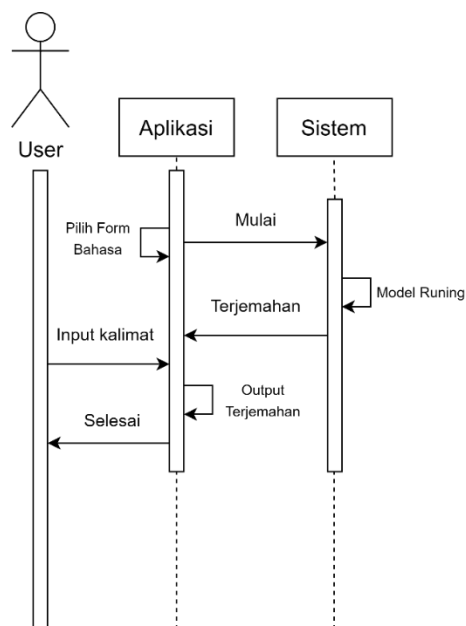 User
Aplikasi
Sistem
Pilih Form
Bahasa
Mulai
Model Runing
Terjemahan
Input kalimat
Output
Terjemahan
Selesai